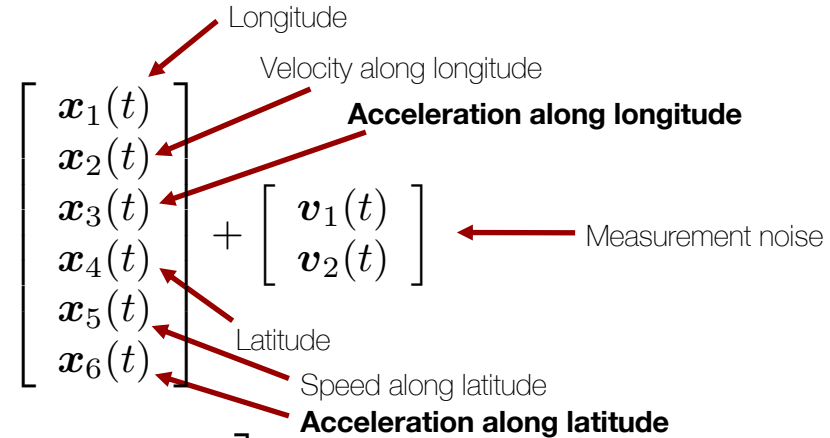 Longitude
Velocity along longitude
Acceleration along longitude
x₁(t)
x₂(t)
x₃(t)
x₄(t)
x₅(t)
x₆(t)
+
v₁(t)
v₂(t)
Measurement noise
Latitude
Speed along latitude
Acceleration along latitude